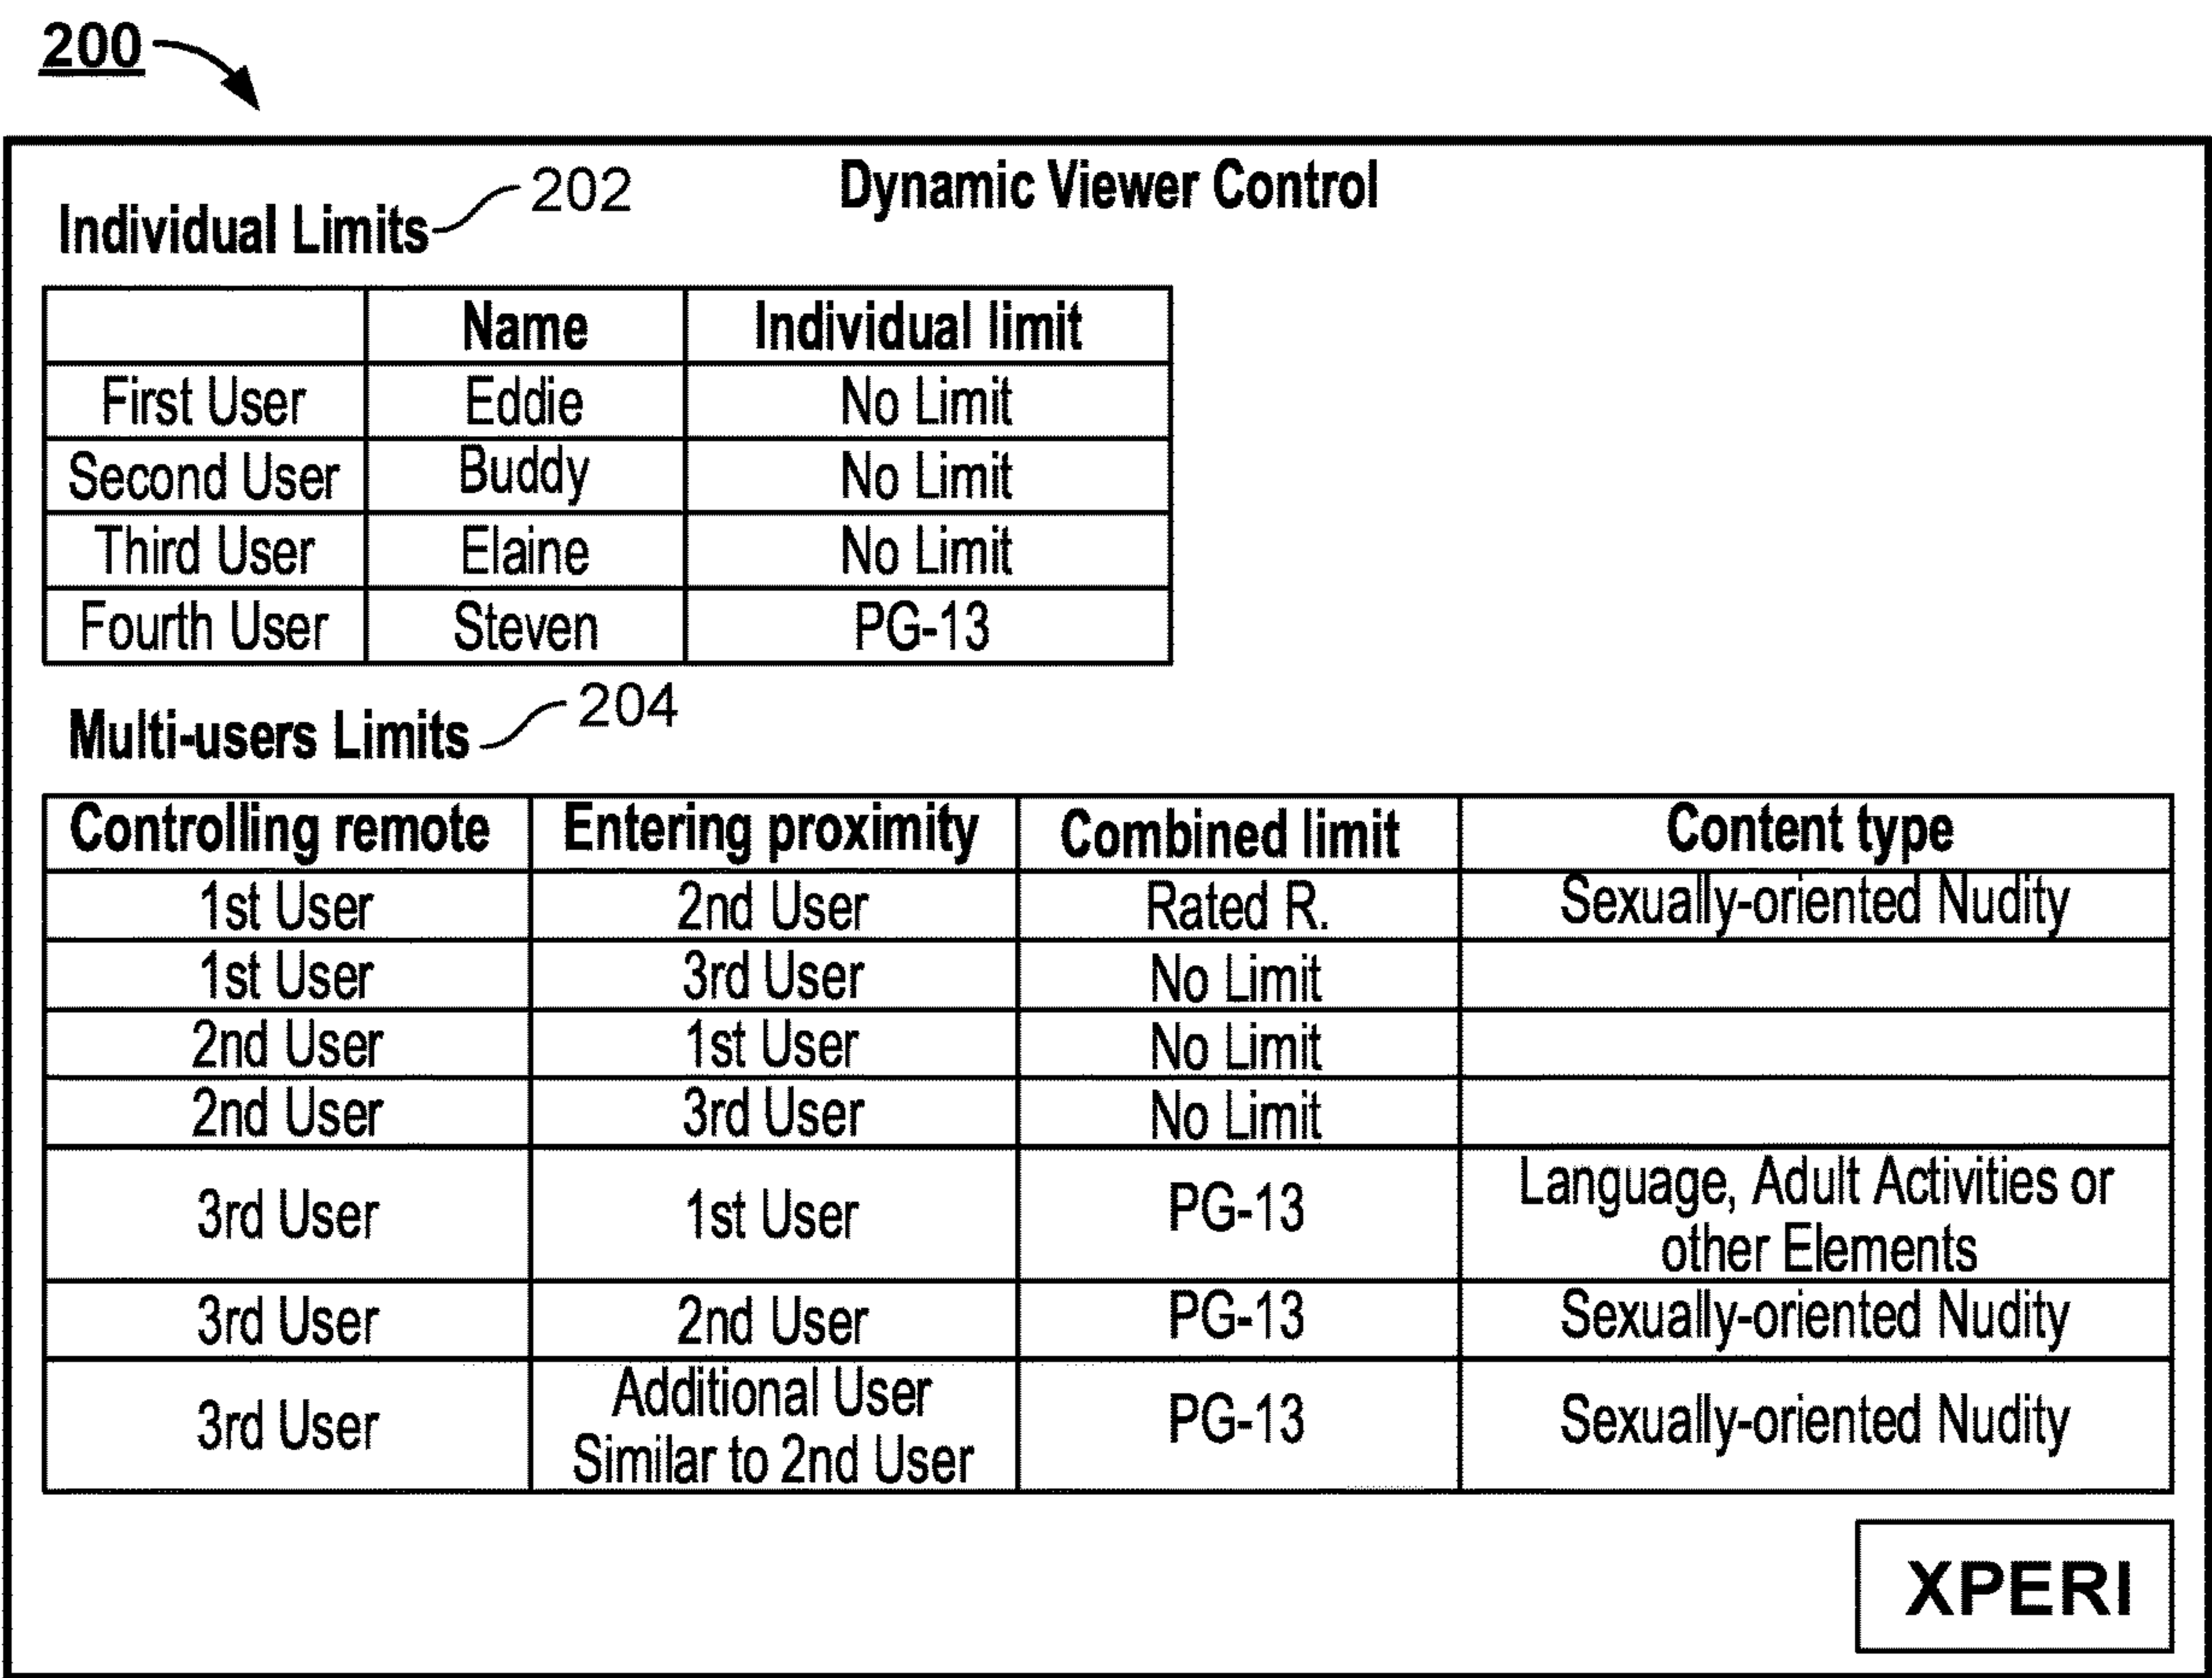 200
Dynamic Viewer Control
Individual Limits 202
Name Individual limit
First User Eddie No Limit
Second User Buddy No Limit
Third User Elaine No Limit
Fourth User Steven PG-13
Multi-users Limits 204
Controlling remote Entering proximity Combined limit Content type
1st User 2nd User Rated R. Sexually-oriented Nudity
1st User 3rd User No Limit
2nd User 1st User No Limit
2nd User 3rd User No Limit
3rd User 1st User PG-13 Language, Adult Activities or
other Elements
3rd User 2nd User PG-13 Sexually-oriented Nudity
3rd User Additional User
Similar to 2nd User PG-13 Sexually-oriented Nudity
XPERI